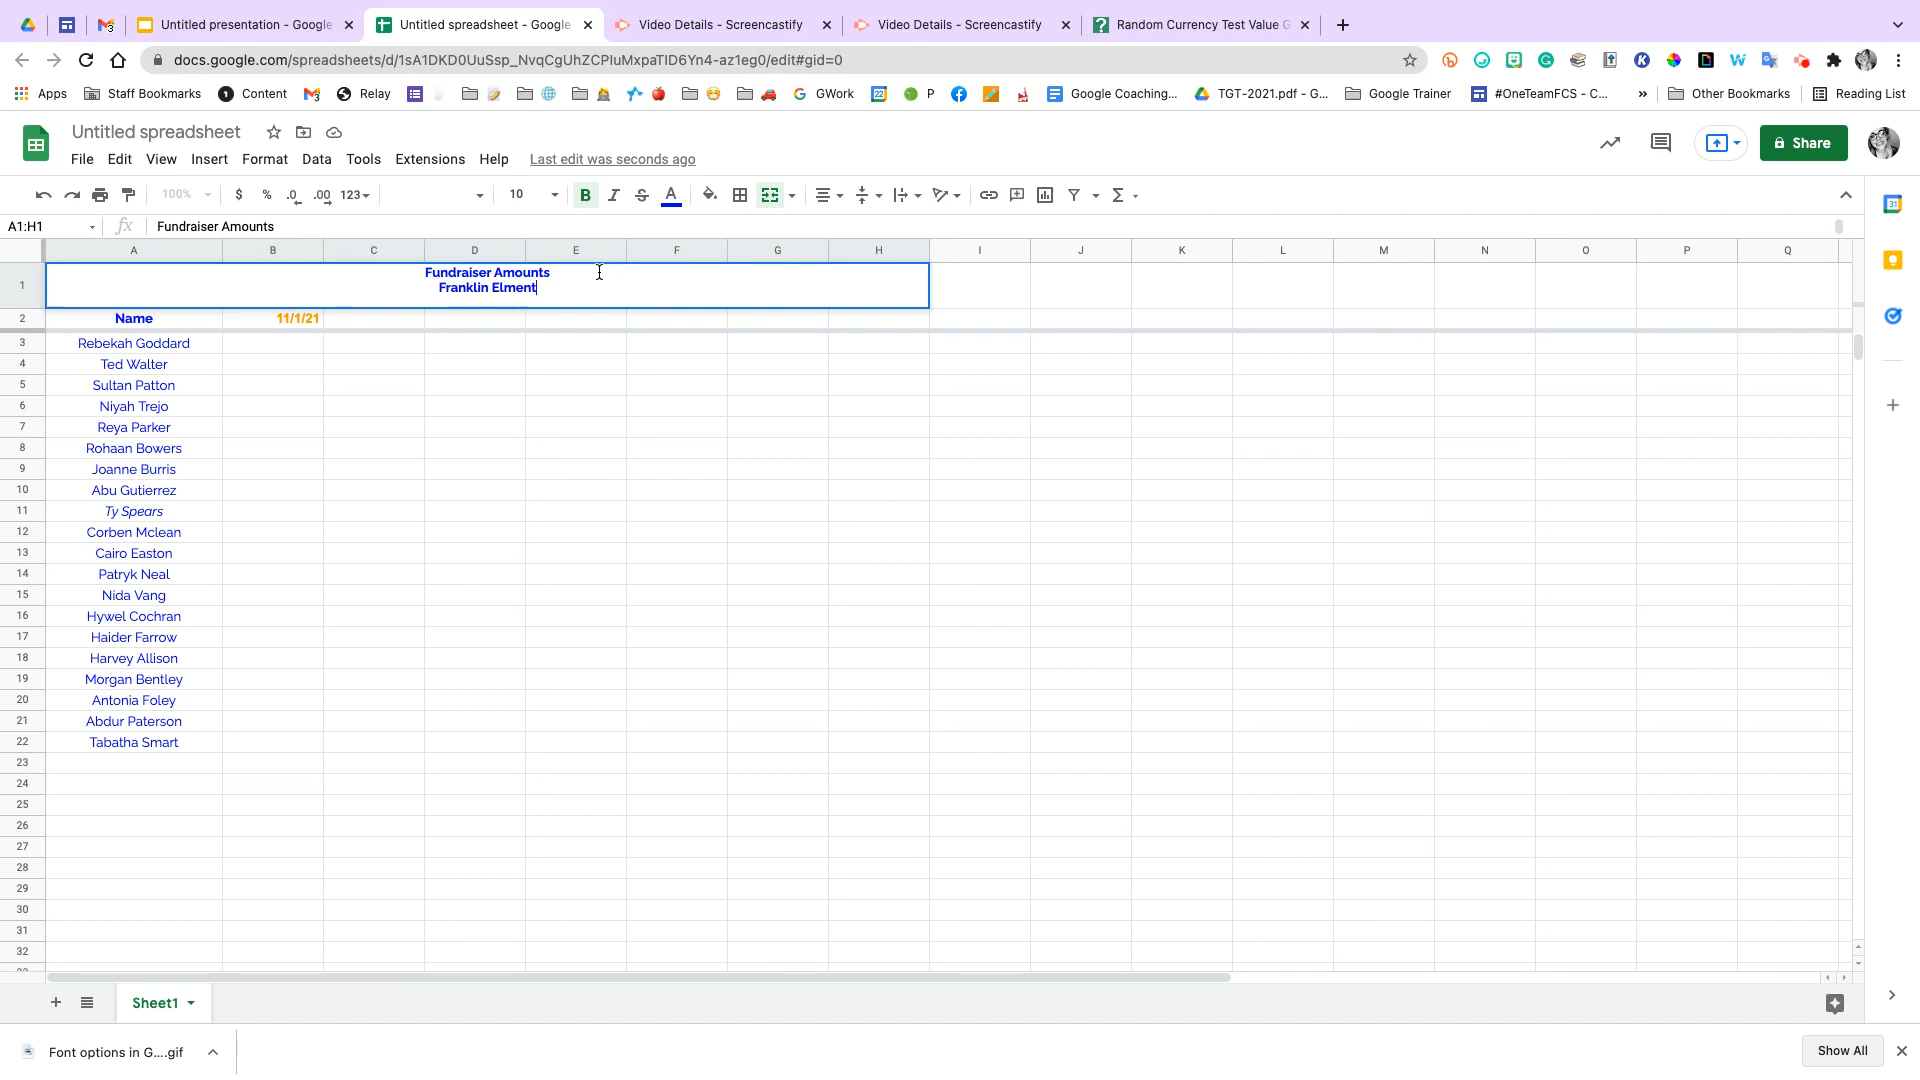 Untitled presentation - Google
Untitled spreadsheet - Google
Video Details - Screencastify
Video Details - Screencastify
Random Currency Test Value G
docs.google.com/spreadsheets/d/1sA1DKD0UuSsp_NvqCgUhZCPIuMxpaTlD6Yn4-az1eg0/edit#gid=0
Apps
Staff Bookmarks
Content
Relay
GWork
P
Google Coaching...
TGT-2021.pdf - G...
Google Trainer
#OneTeamFCS - C...
»
Other Bookmarks
Reading List
Untitled spreadsheet
File Edit View Insert Format Data Tools Extensions Help Last edit was seconds ago
Share
100% $ % .0 .00 123 10 B I S A Σ
A1:H1 fx Fundraiser Amounts
A B C D E F G H I J K L M N O P Q
1 Fundraiser Amounts
Franklin Elment
2 Name 11/1/21
3 Rebekah Goddard
4 Ted Walter
5 Sultan Patton
6 Niyah Trejo
7 Reya Parker
8 Rohaan Bowers
9 Joanne Burris
10 Abu Gutierrez
11 Ty Spears
12 Corben Mclean
13 Cairo Easton
14 Patryk Neal
15 Nida Vang
16 Hywel Cochran
17 Haider Farrow
18 Harvey Allison
19 Morgan Bentley
20 Antonia Foley
21 Abdur Paterson
22 Tabatha Smart
23
24
25
26
27
28
29
30
31
32
Sheet1
Font options in G....gif
Show All